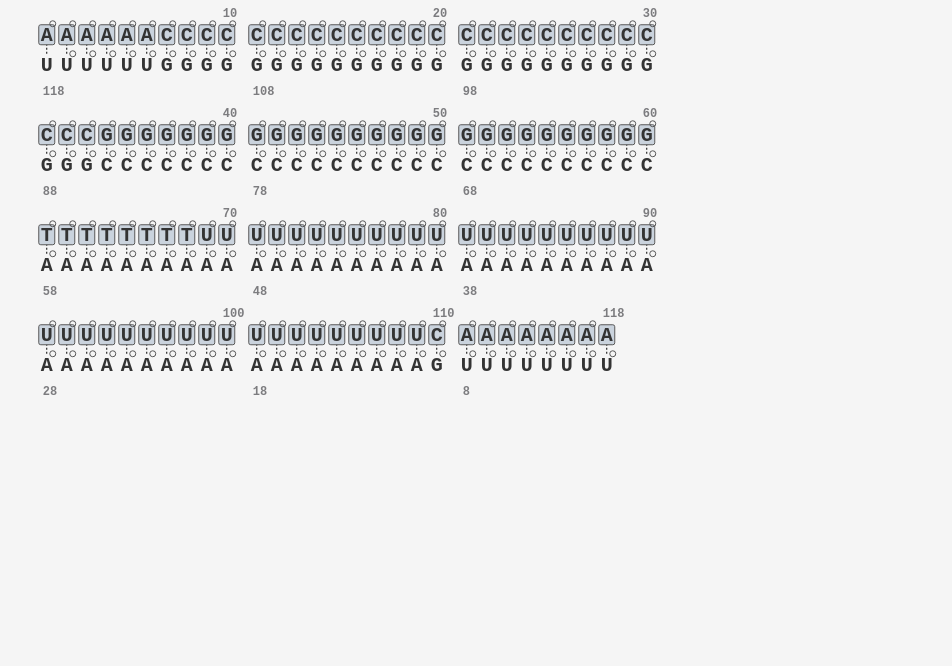 10 20 30
AAAAAACCCC CCCCCCCCCC CCCCCCCCCC
UUUUUUGGGG GGGGGGGGGG GGGGGGGGGG
118 108 98
40 50 60
CCCGGGGGGG GGGGGGGGGG GGGGGGGGGG
GGGCCCCCCC CCCCCCCCCC CCCCCCCCCC
88 78 68
70 80 90
TTTTTTTTUU UUUUUUUUUU UUUUUUUUUU
AAAAAAAAAA AAAAAAAAAA AAAAAAAAAA
58 48 38
100 110 118
UUUUUUUUUU UUUUUUUUUC AAAAAAAA
AAAAAAAAAA AAAAAAAAAG UUUUUUUU
28 18 8